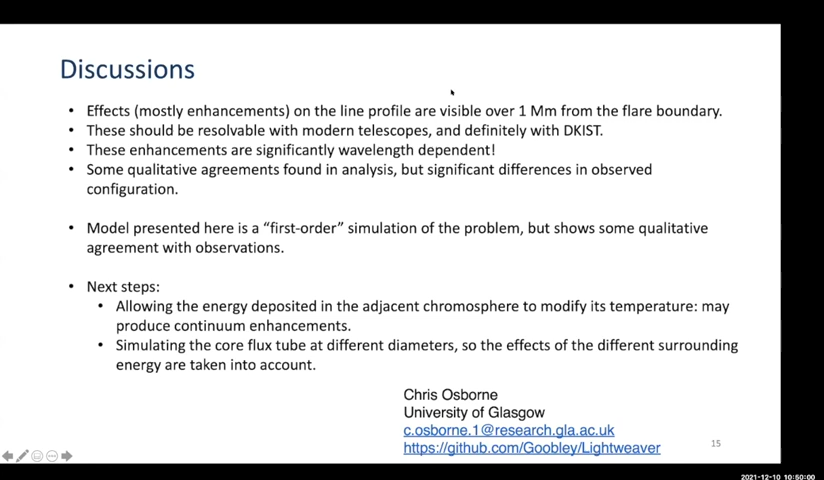 Discussions
• Effects (mostly enhancements) on the line profile are visible over 1 Mm from the flare boundary.
• These should be resolvable with modern telescopes, and definitely with DKIST.
• These enhancements are significantly wavelength dependent!
• Some qualitative agreements found in analysis, but significant differences in observed
configuration.
• Model presented here is a “first-order” simulation of the problem, but shows some qualitative
agreement with observations.
• Next steps:
• Allowing the energy deposited in the adjacent chromosphere to modify its temperature: may
produce continuum enhancements.
• Simulating the core flux tube at different diameters, so the effects of the different surrounding
energy are taken into account.
Chris Osborne
University of Glasgow
c.osborne.1@research.gla.ac.uk
https://github.com/Goobley/Lightweaver
15
2021-12-10 10:50:00